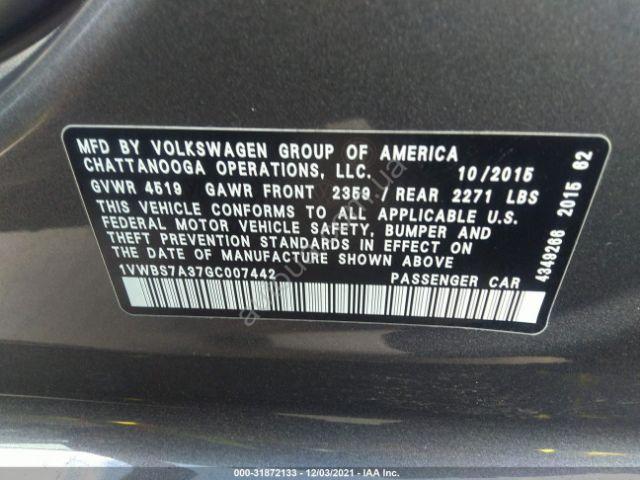 MFD BY VOLKSWAGEN GROUP OF AMERICA
CHATTANOOGA OPERATIONS, LLC. 10/2015
GVWR 4519 GAWR FRONT 2359 / REAR 2271 LBS
THIS VEHICLE CONFORMS TO ALL APPLICABLE U.S.
FEDERAL MOTOR VEHICLE SAFETY, BUMPER AND
THEFT PREVENTION STANDARDS IN EFFECT ON
THE DATE OF MANUFACTURE SHOWN ABOVE.
1VWBS7A37GC007442 PASSENGER CAR
4349266 2015 62
000-31872133 - 12/03/2021 - IAA Inc.